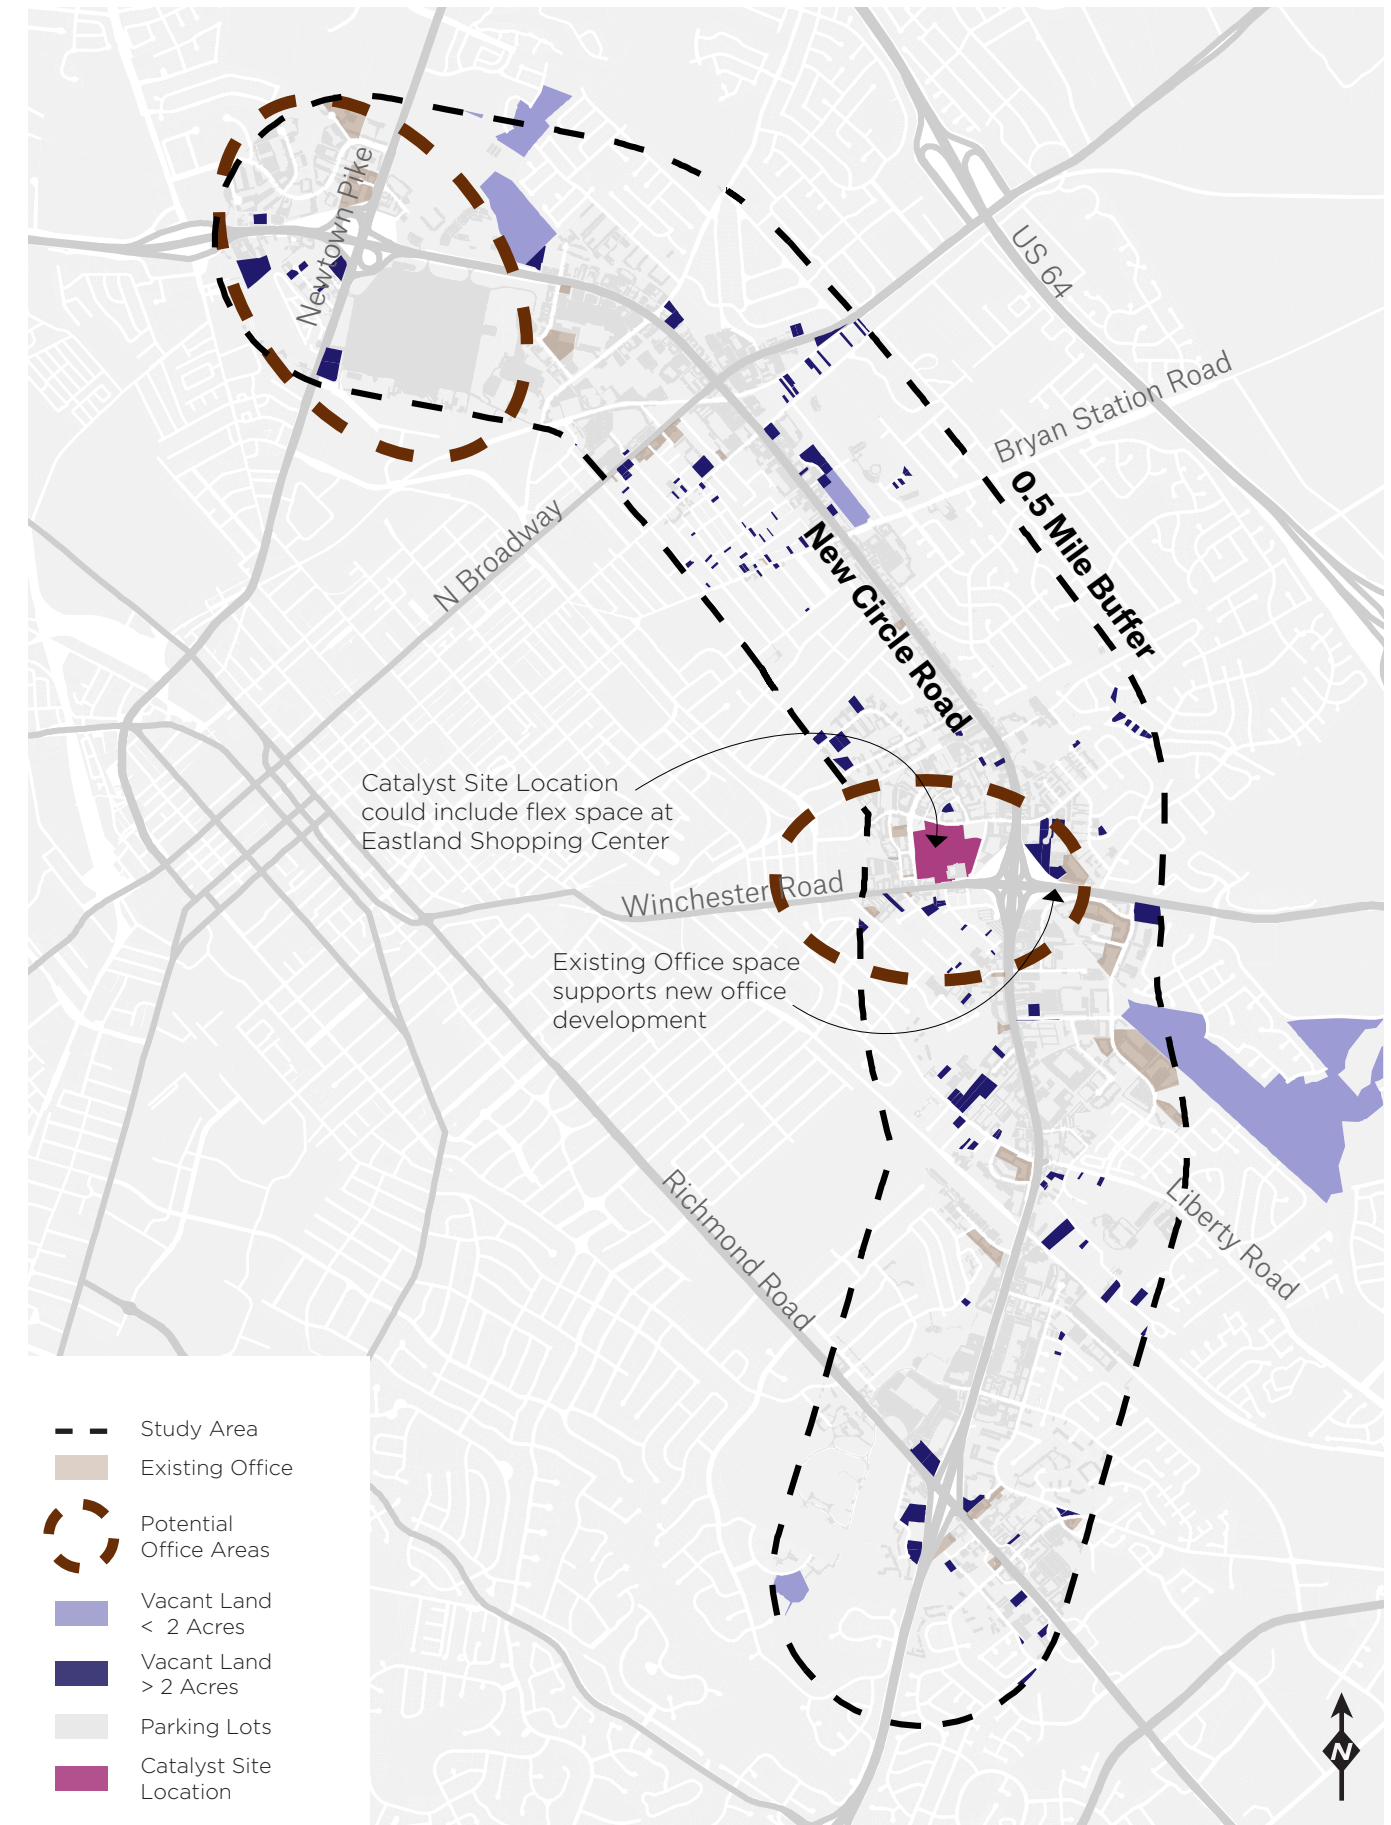 Newtown Pike
US 64
Bryan Station Road
0.5 Mile Buffer
N Broadway
New Circle Road
Catalyst Site Location
could include flex space at
Eastland Shopping Center
Winchester Road
Existing Office space
supports new office
development
Richmond Road
Liberty Road
Study Area
Existing Office
Potential
Office Areas
Vacant Land
< 2 Acres
Vacant Land
> 2 Acres
Parking Lots
Catalyst Site
Location
N